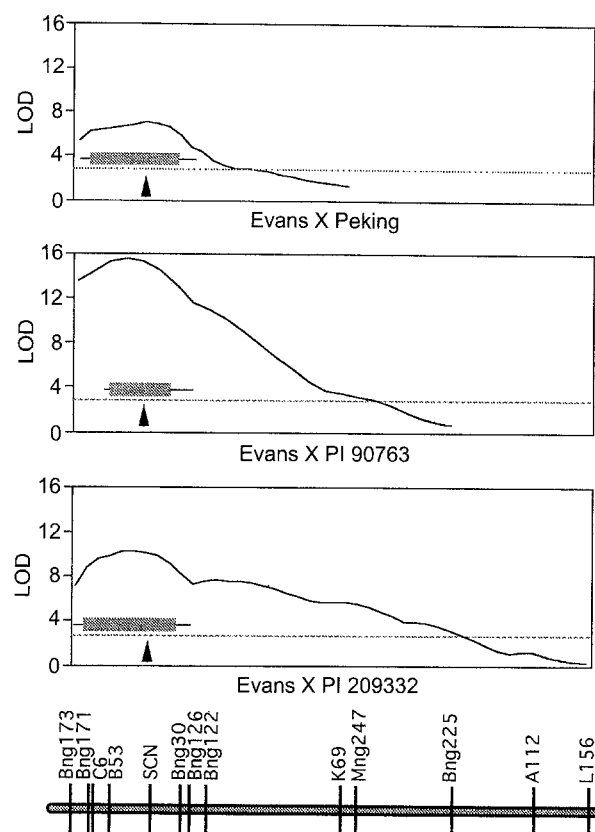 16
12
LOD
8
4
0
Evans X Peking
16
12
LOD
8
4
0
Evans X PI 90763
16
12
LOD
8
4
0
Evans X PI 209332
Bng173
Bng171
C6
B53
SCN
Bng30
Bng126
Bng122
K69
Mng247
Bng225
A112
L156